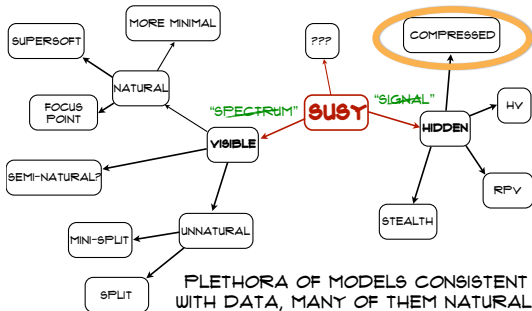 MORE MINIMAL
SUPERSOFT
???
COMPRESSED
NATURAL
FOCUS
POINT
"SPECTRUM"
SUSY
"SIGNAL"
HV
VISIBLE
HIDDEN
SEMI-NATURAL?
RPV
STEALTH
UNNATURAL
MINI-SPLIT
SPLIT
PLETHORA OF MODELS CONSISTENT
WITH DATA, MANY OF THEM NATURAL